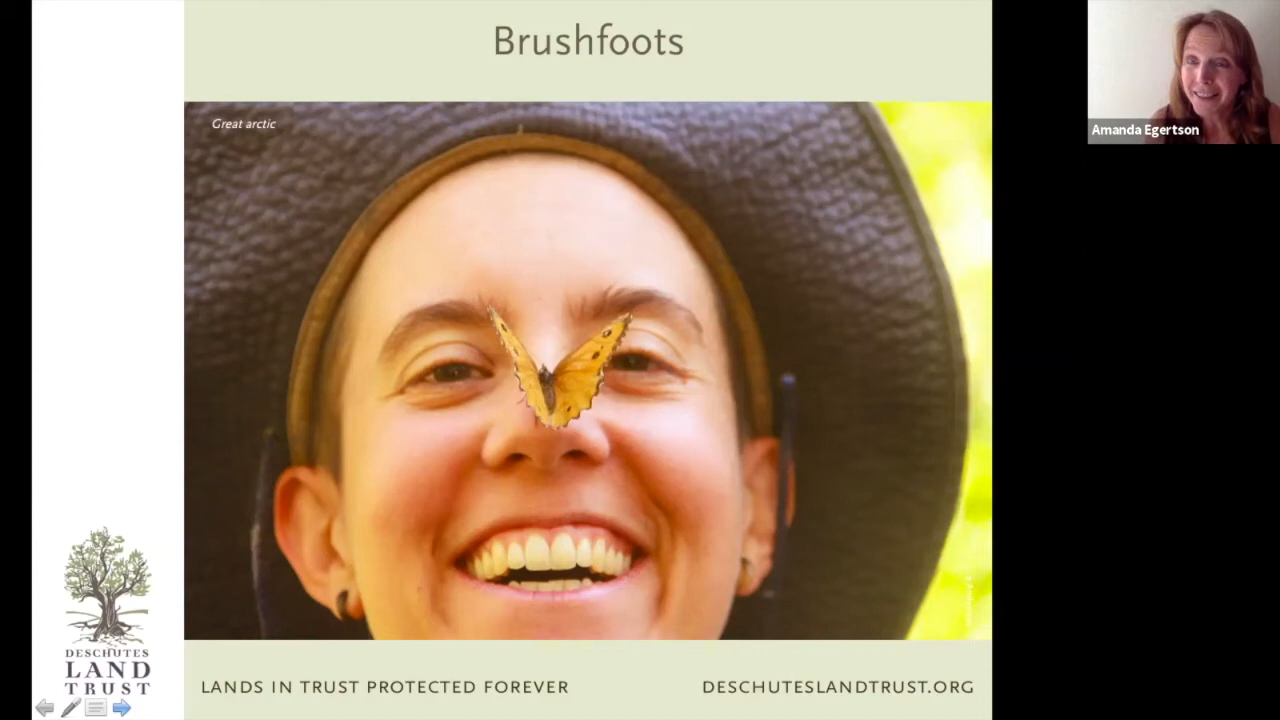 Brushfoots
Great arctic
Amanda Egertson
DESCHUTES
LAND
TRUST
LANDS IN TRUST PROTECTED FOREVER
DESCHUTESLANDTRUST.ORG